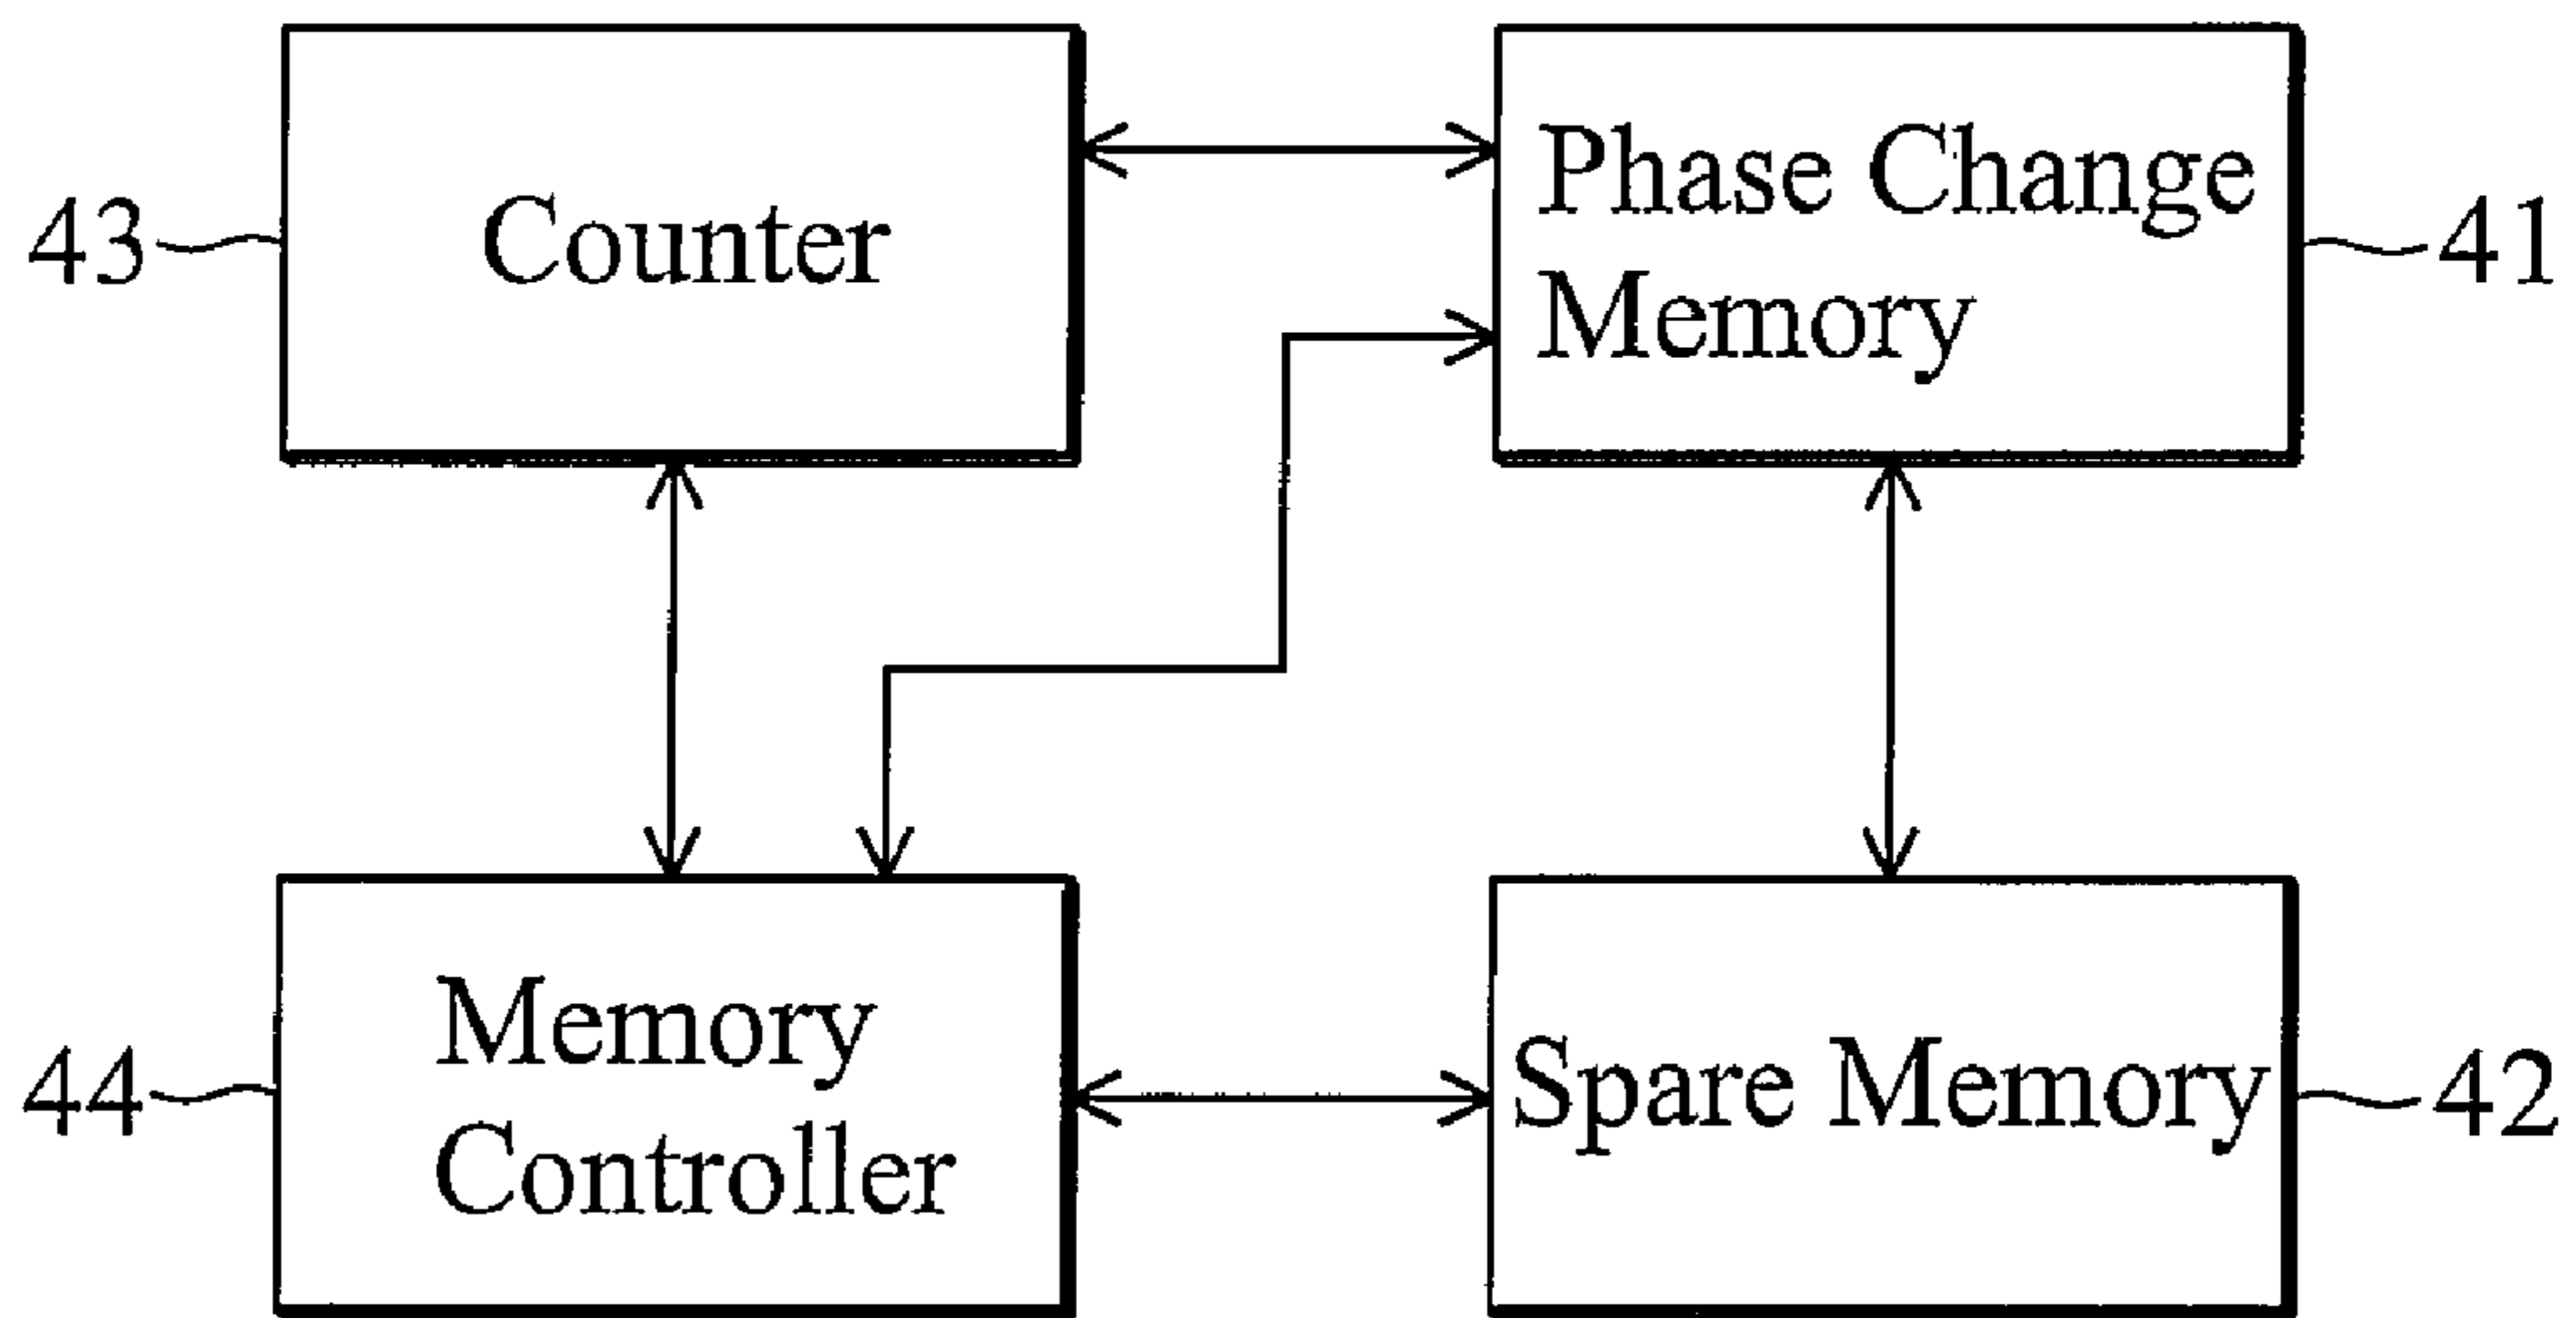 43
Counter
Phase Change
Memory
41
44
Memory
Controller
Spare Memory
42